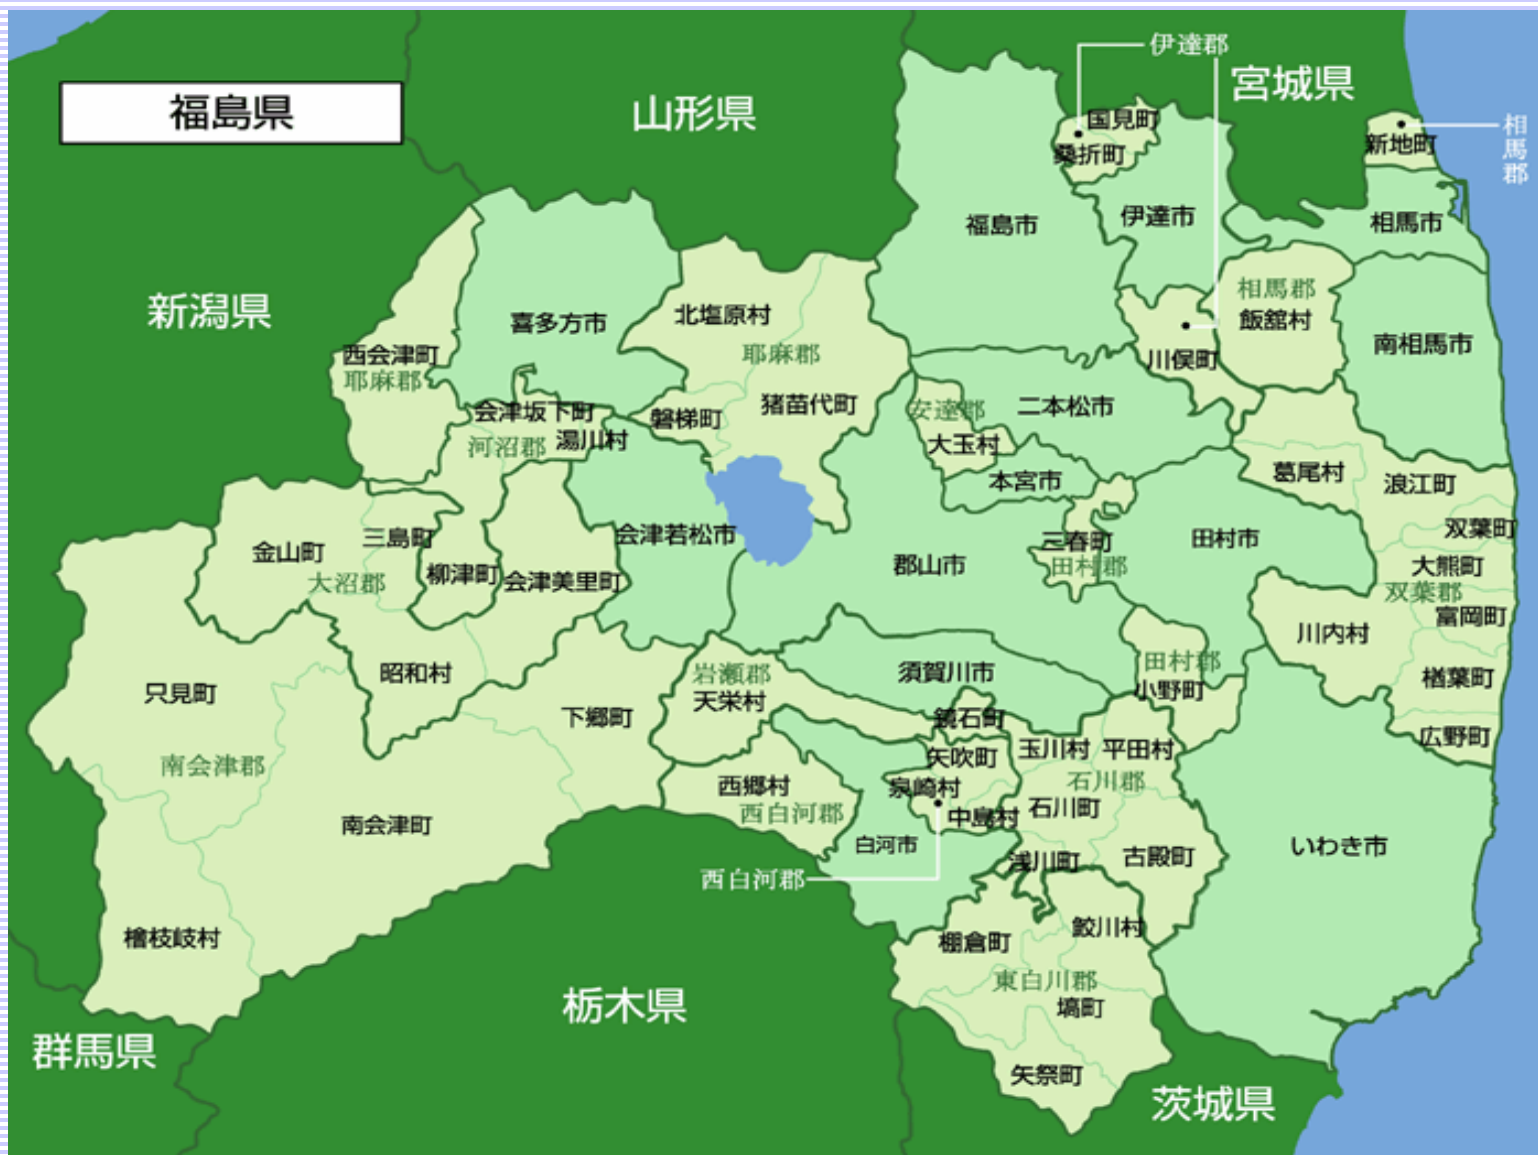 福島県
山形県
宮城県
新潟県
群馬県
栃木県
茨城県
伊達郡
国見町
桑折町
新地町
相馬郡
福島市
伊達市
相馬市
相馬郡
飯舘村
南相馬市
川俣町
喜多方市
北塩原村
耶麻郡
西会津町
耶麻郡
猪苗代町
磐梯町
会津坂下町
湯川村
河沼郡
安達郡
大玉村
二本松市
本宮市
葛尾村
浪江町
双葉町
大熊町
双葉郡
富岡町
川内村
楢葉町
広野町
会津若松市
郡山市
三春町
田村郡
田村市
金山町
三島町
大沼郡
柳津町
会津美里町
昭和村
只見町
南会津郡
下郷町
南会津町
檜枝岐村
岩瀬郡
天栄村
須賀川市
鏡石町
田村郡
小野町
矢吹町
玉川村
平田村
石川郡
石川町
西郷村
西白河郡
泉崎村
中島村
白河市
西白河郡
浅川町
古殿町
いわき市
棚倉町
鮫川村
東白川郡
塙町
矢祭町